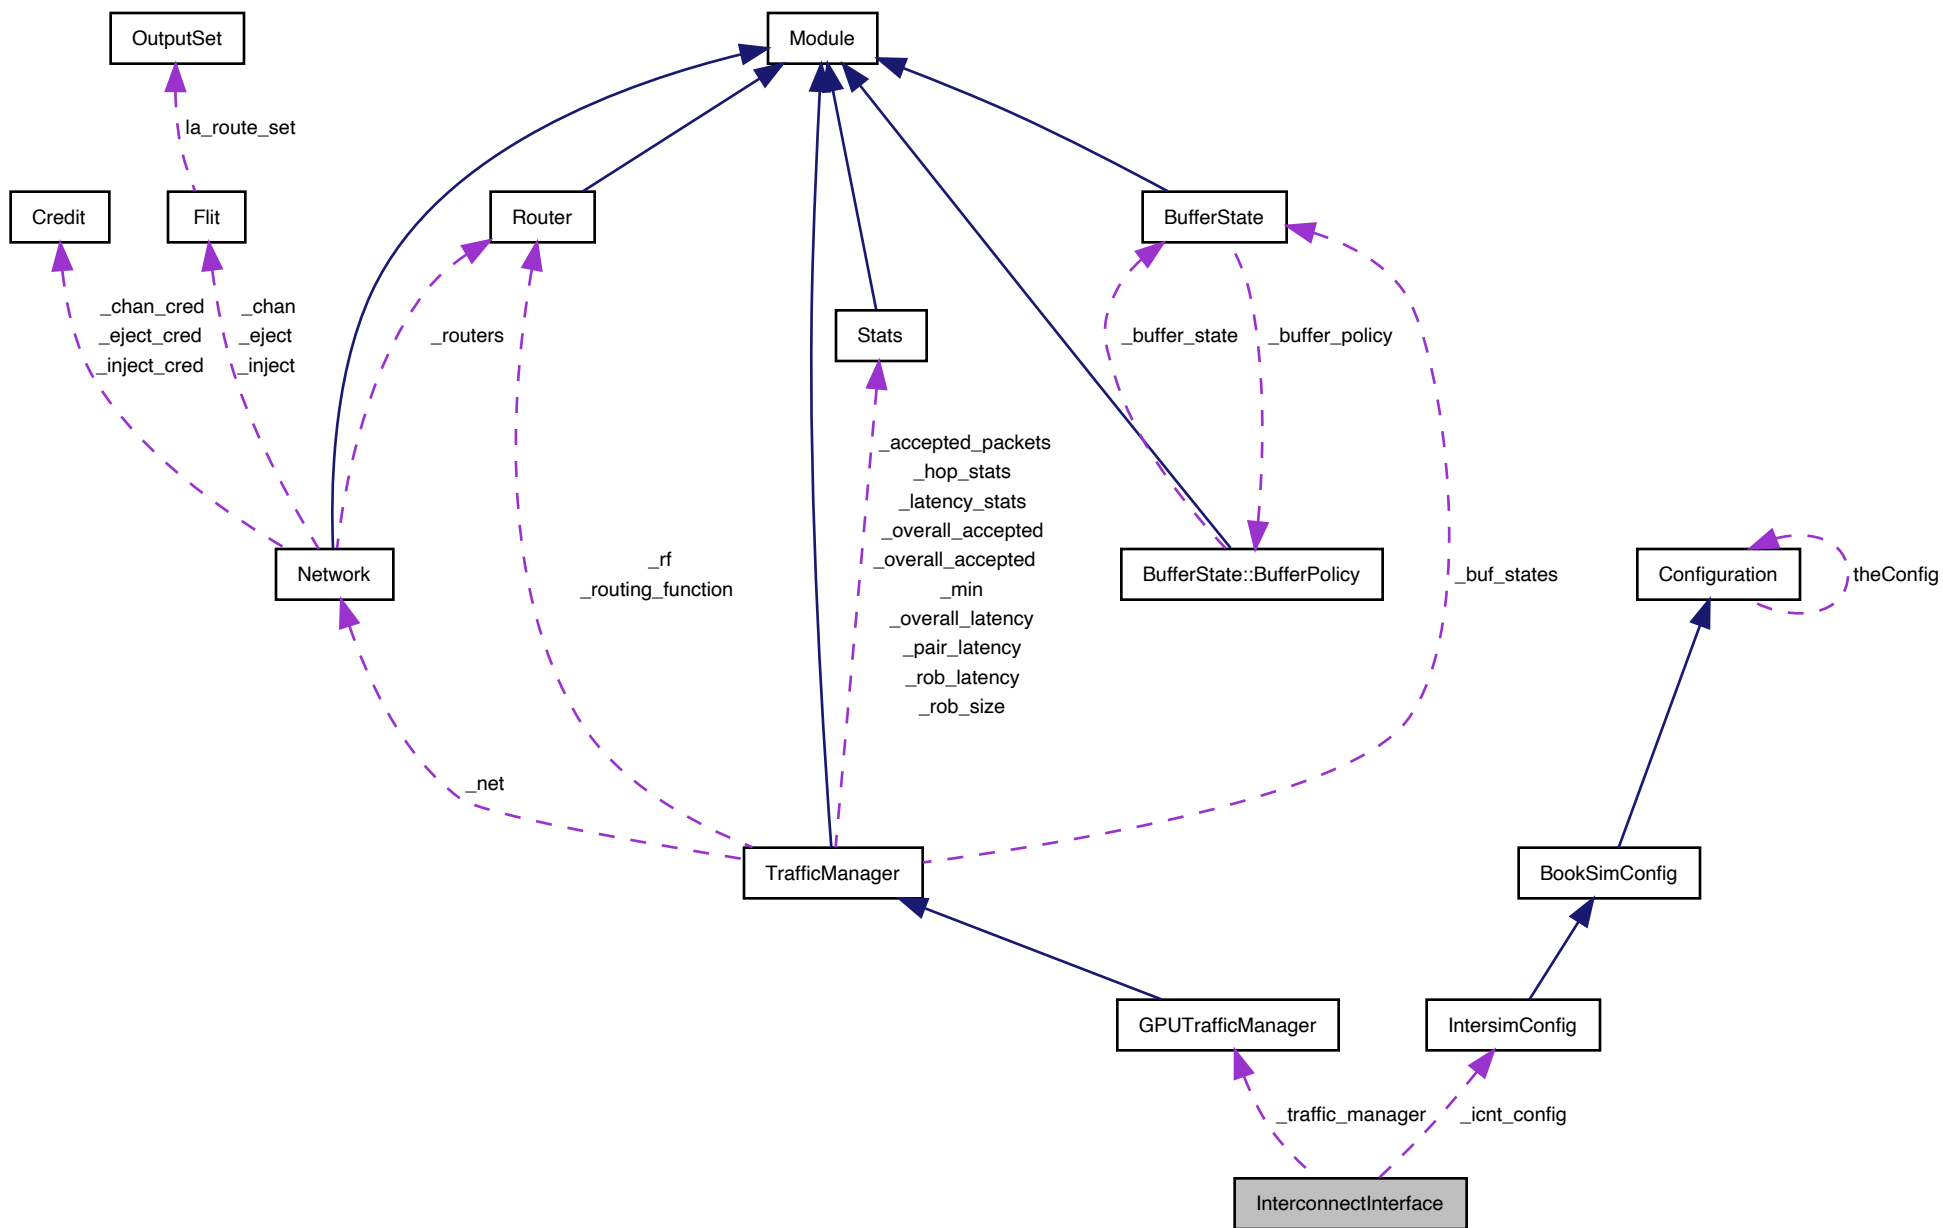 OutputSet
Module
la_route_set
Credit
Flit
Router
BufferState
_chan_cred
_eject_cred
_inject_cred
_chan
_eject
_inject
_routers
Stats
_buffer_state
_buffer_policy
_accepted_packets
_hop_stats
_latency_stats
_overall_accepted
_overall_accepted
_min
_overall_latency
_pair_latency
_rob_latency
_rob_size
Network
_rf
_routing_function
BufferState::BufferPolicy
_buf_states
Configuration
theConfig
_net
TrafficManager
BookSimConfig
GPUTrafficManager
IntersimConfig
_traffic_manager
_icnt_config
InterconnectInterface